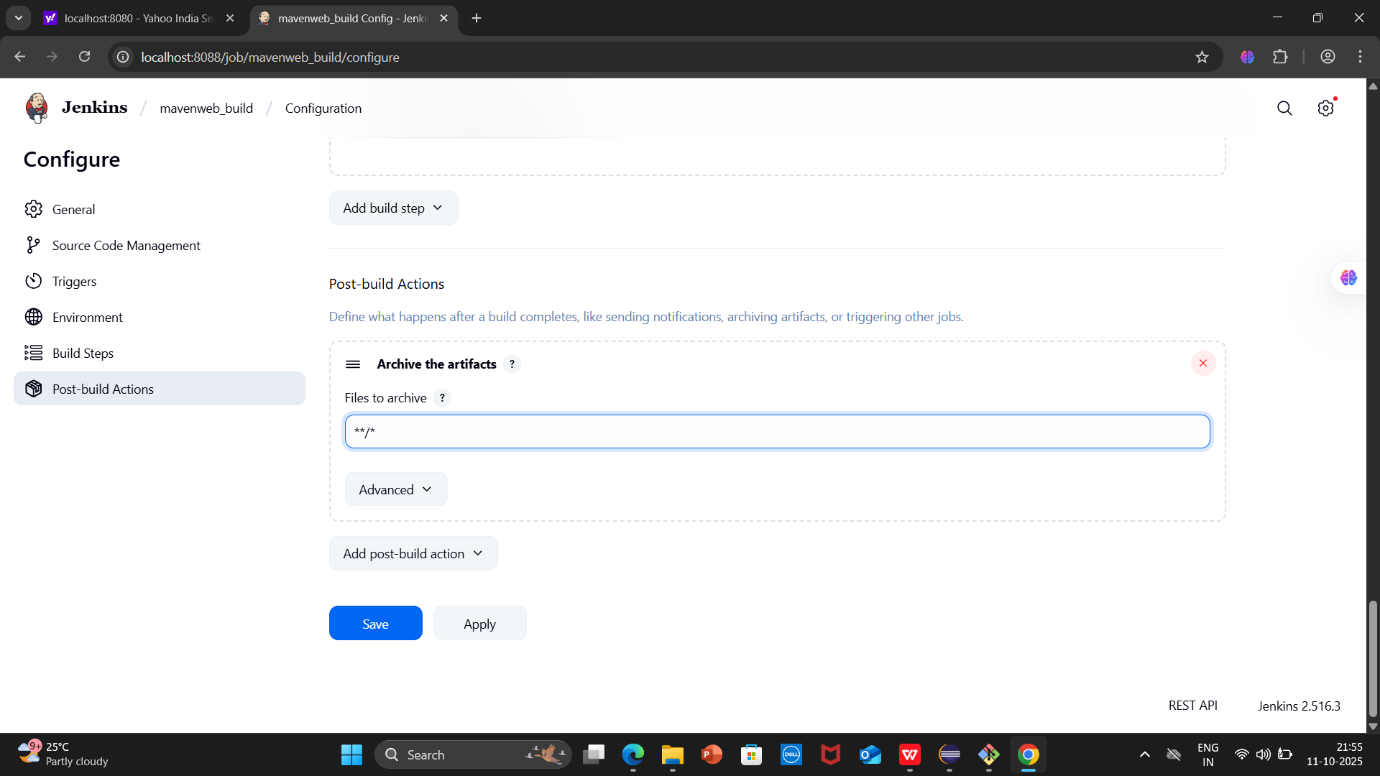 localhost:8080 - Yahoo India Se
mavenweb_build Config - Jenki
localhost:8088/job/mavenweb_build/configure
Jenkins / mavenweb_build / Configuration
Configure
General
Source Code Management
Triggers
Environment
Build Steps
Post-build Actions
Add build step
Post-build Actions
Define what happens after a build completes, like sending notifications, archiving artifacts, or triggering other jobs.
Archive the artifacts ?
Files to archive ?
**/*
Advanced
Add post-build action
Save
Apply
REST API
Jenkins 2.516.3
9+
25°C
Partly cloudy
Search
DELL
ENG
IN
21:55
11-10-2025